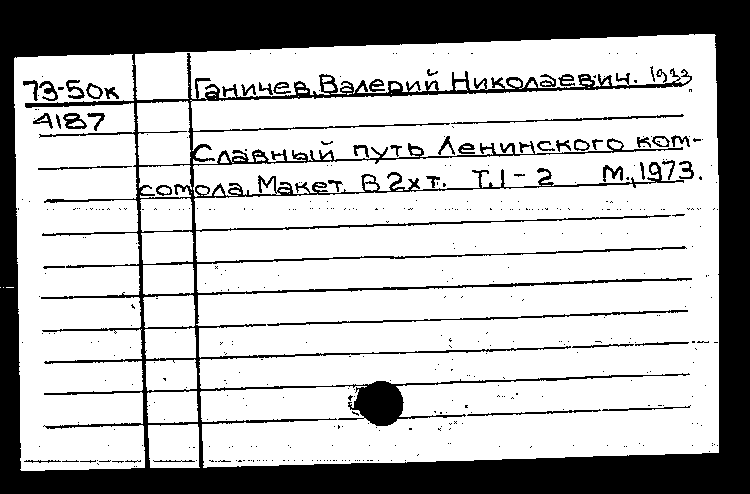 73-50к Ганичев, Валерий Николаевич. 1933
4187
Славный путь Ленинского ком-
сомола. Макет. В 2х т. Т. 1-2 М., 1973.